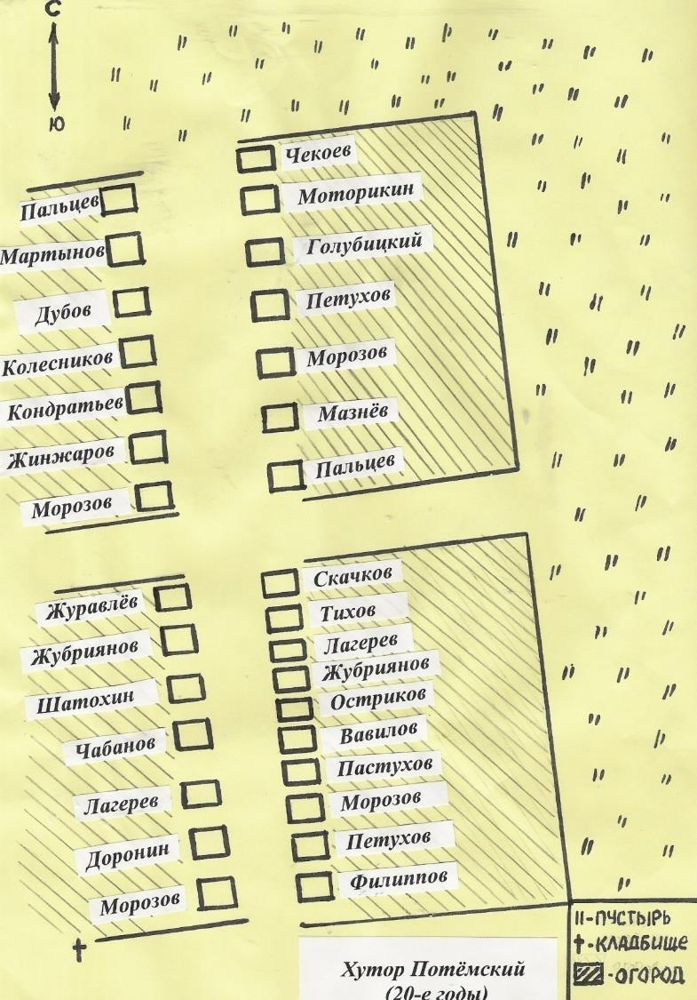 С
Ю
Пальцев
Мартынов
Дубов
Колесников
Кондратьев
Жинжаров
Морозов
Чекоев
Моторикин
Голубицкий
Петухов
Морозов
Мазнёв
Пальцев
Журавлёв
Жубриянов
Шатохин
Чабанов
Лагерев
Доронин
Морозов
Скачков
Тихов
Лагерев
Жубриянов
Остриков
Вавилов
Пастухов
Морозов
Петухов
Филиппов
Хутор Потёмский
(20-е годы)
II-ПУСТЫРЬ
†-КЛАДБИЩЕ
-ОГОРОД